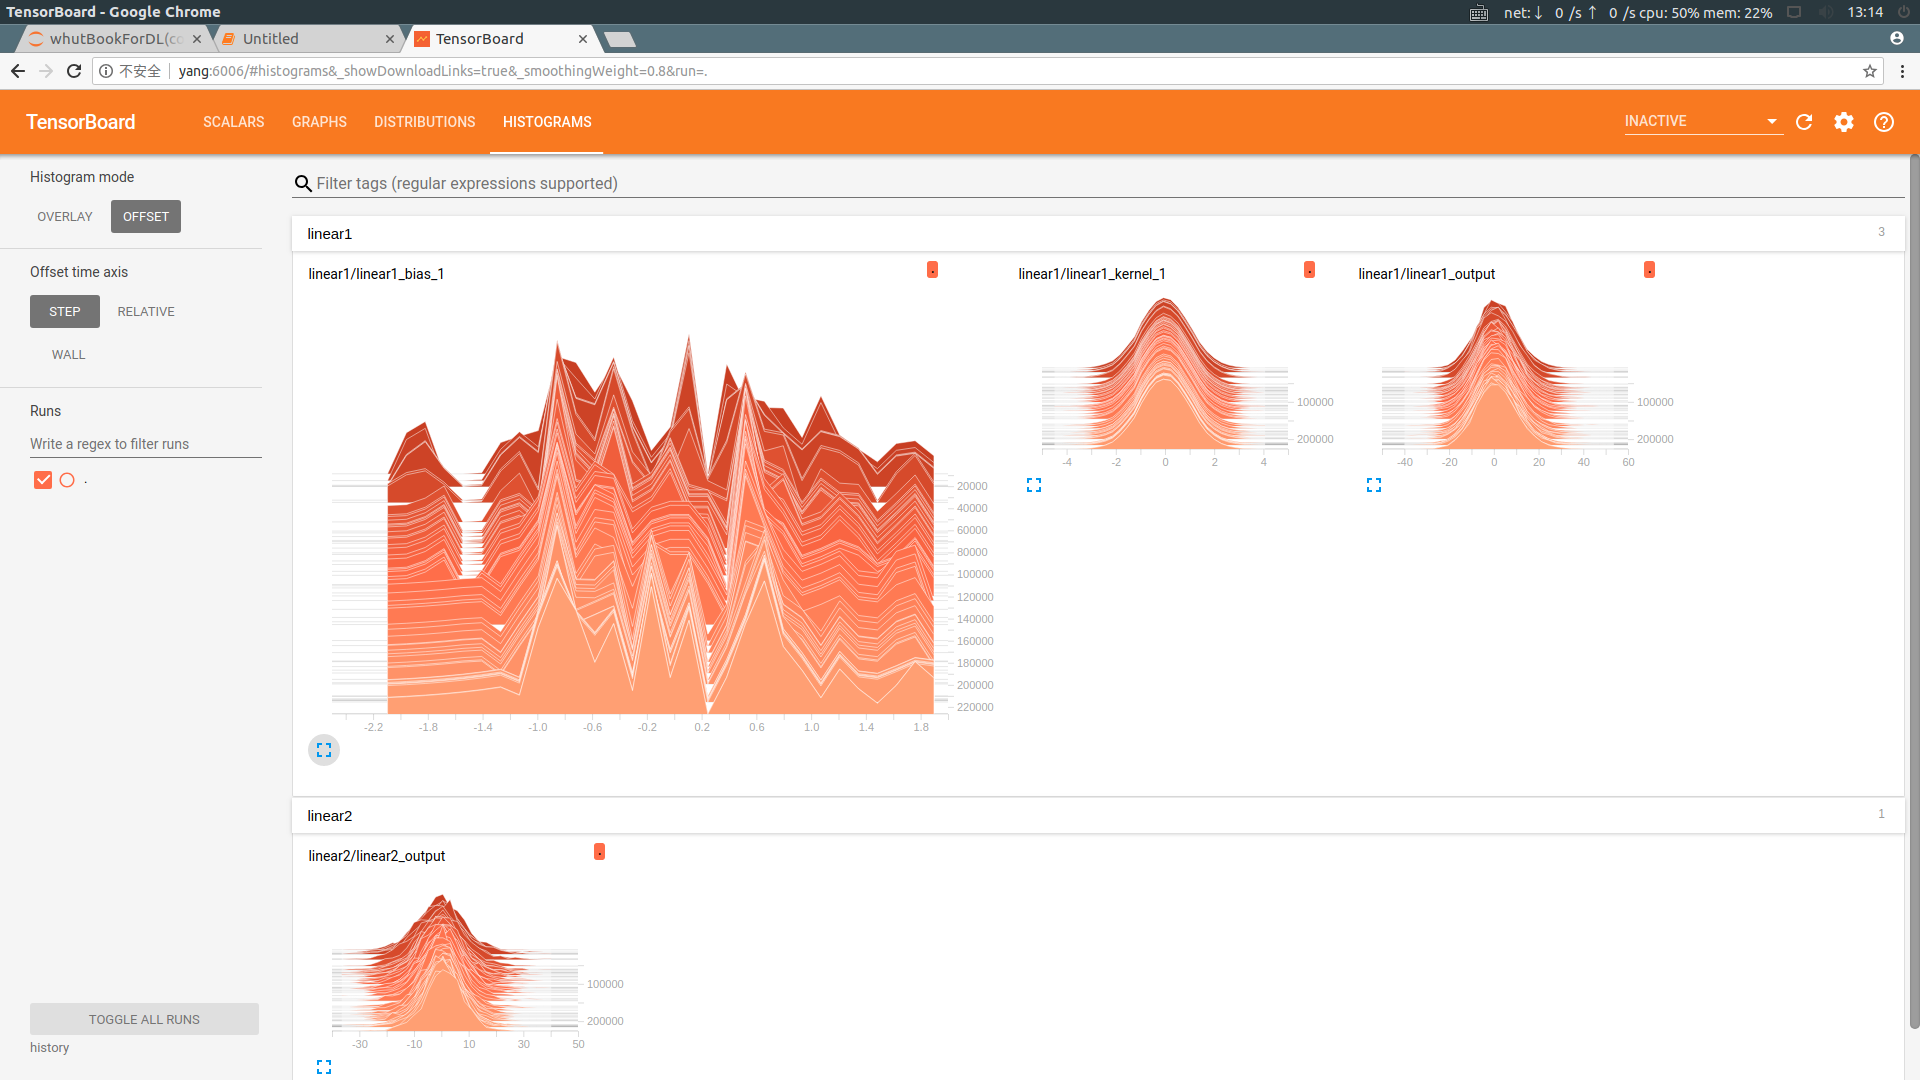 TensorBoard - Google Chrome
net: ↓ 0 /s ↑ 0 /s cpu: 50% mem: 22%
13:14
whutBookForDL(co
Untitled
TensorBoard
不安全
yang:6006/#histograms&_showDownloadLinks=true&_smoothingWeight=0.8&run=.
TensorBoard
SCALARS GRAPHS DISTRIBUTIONS HISTOGRAMS
INACTIVE
Histogram mode
OVERLAY OFFSET
Offset time axis
STEP RELATIVE
WALL
Runs
Write a regex to filter runs
.
TOGGLE ALL RUNS
history
Filter tags (regular expressions supported)
linear1
3
linear1/linear1_bias_1
.
20000
40000
60000
80000
100000
120000
140000
160000
180000
200000
220000
-2.2 -1.8 -1.4 -1.0 -0.6 -0.2 0.2 0.6 1.0 1.4 1.8
linear1/linear1_kernel_1
.
100000
200000
-4 -2 0 2 4
linear1/linear1_output
.
100000
200000
-40 -20 0 20 40 60
linear2
1
linear2/linear2_output
.
100000
200000
-30 -10 10 30 50